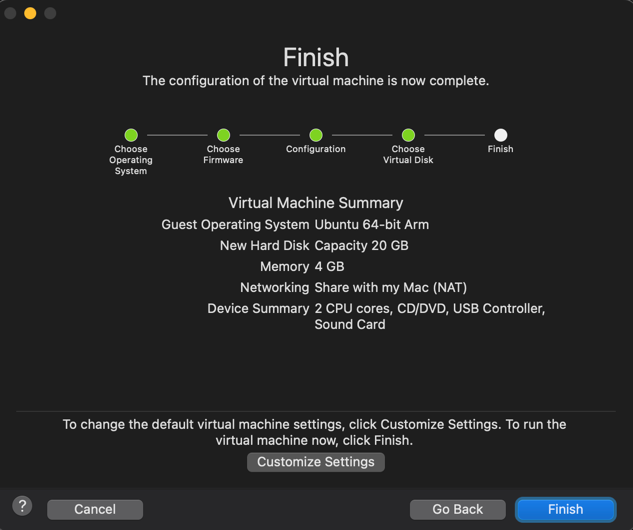 Finish
The configuration of the virtual machine is now complete.
Choose
Operating
System
Choose
Firmware
Configuration
Choose
Virtual Disk
Finish
Virtual Machine Summary
Guest Operating System Ubuntu 64-bit Arm
New Hard Disk Capacity 20 GB
Memory 4 GB
Networking Share with my Mac (NAT)
Device Summary 2 CPU cores, CD/DVD, USB Controller,
Sound Card
To change the default virtual machine settings, click Customize Settings. To run the
virtual machine now, click Finish.
Customize Settings
? Cancel Go Back Finish